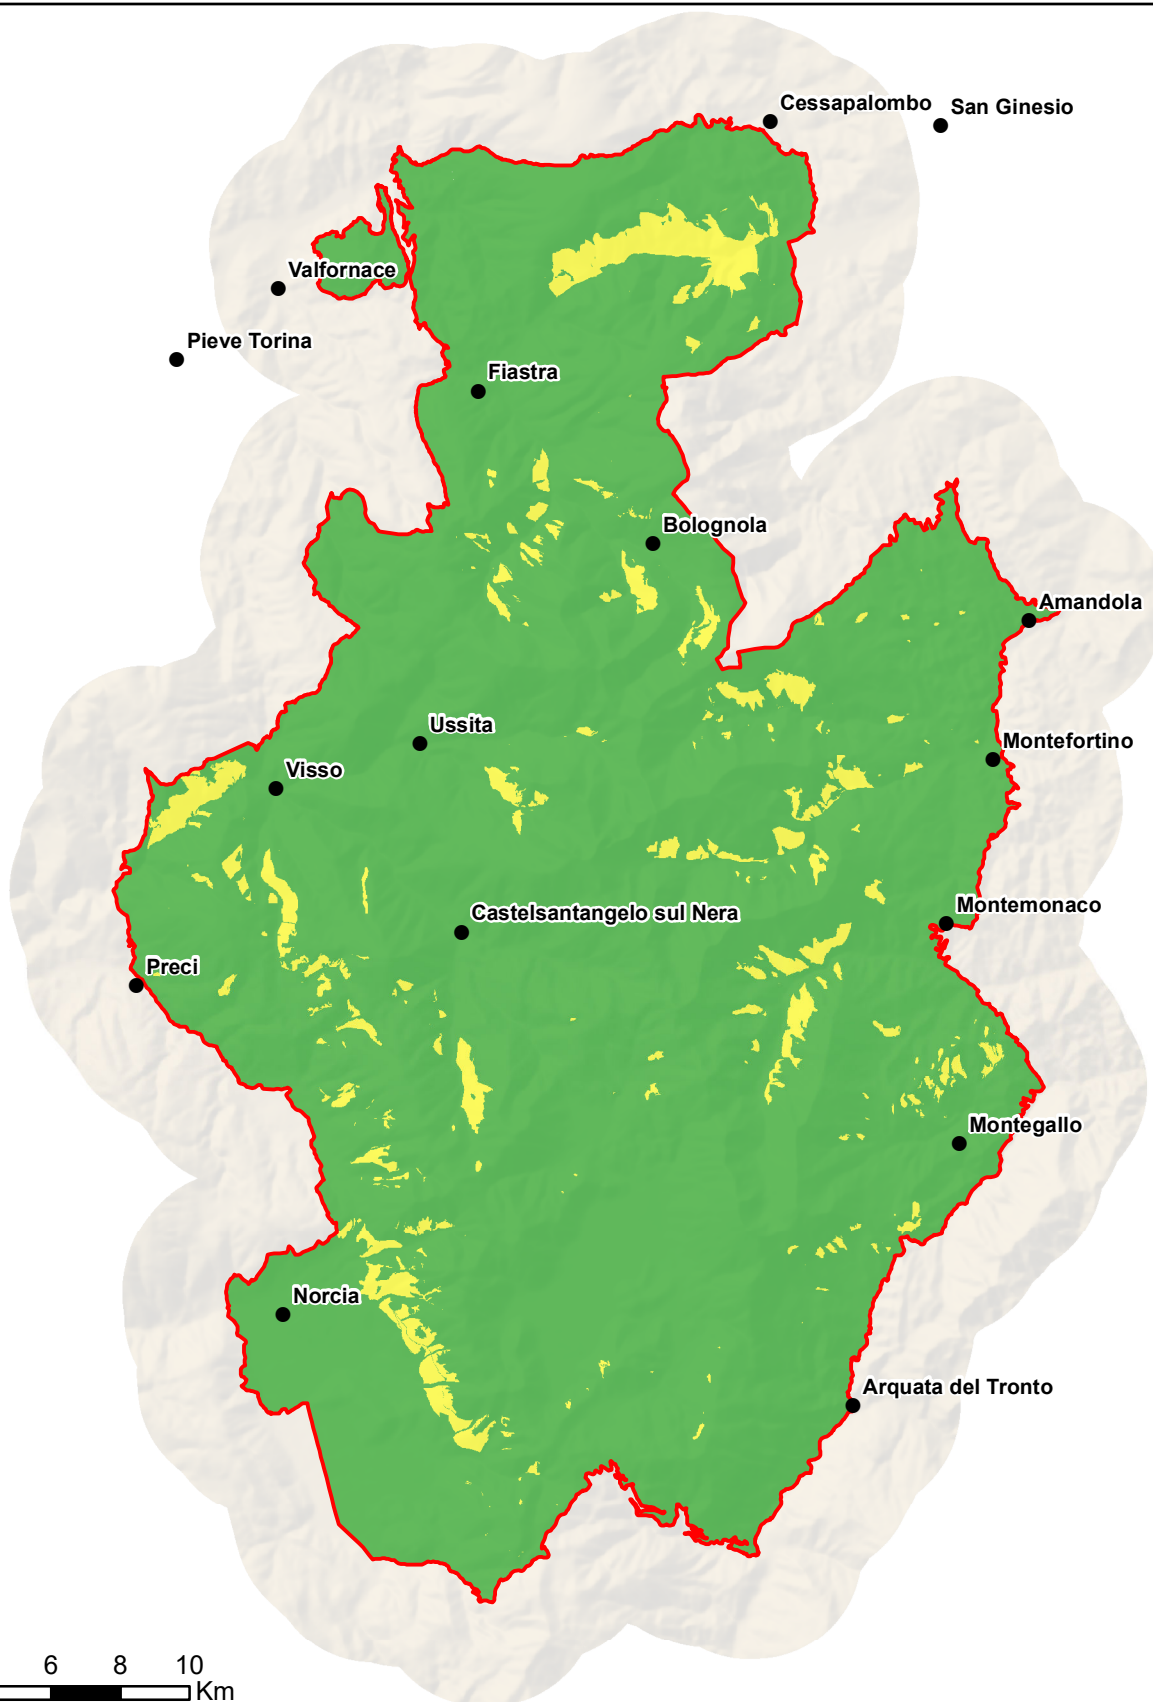 Cessapalombo
San Ginesio
Valfornace
Pieve Torina
Fiastra
Bolognola
Amandola
Ussita
Montefortino
Visso
Castelsantangelo sul Nera
Montemonaco
Preci
Montegallo
Norcia
Arquata del Tronto
6 8 10
Km